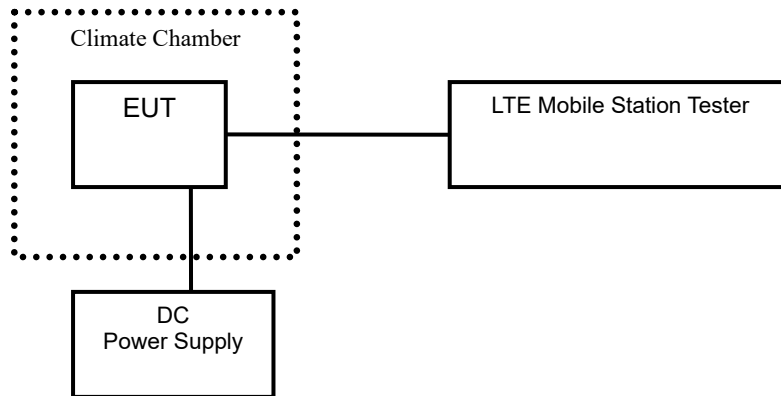 Climate Chamber
EUT
LTE Mobile Station Tester
DC
Power Supply